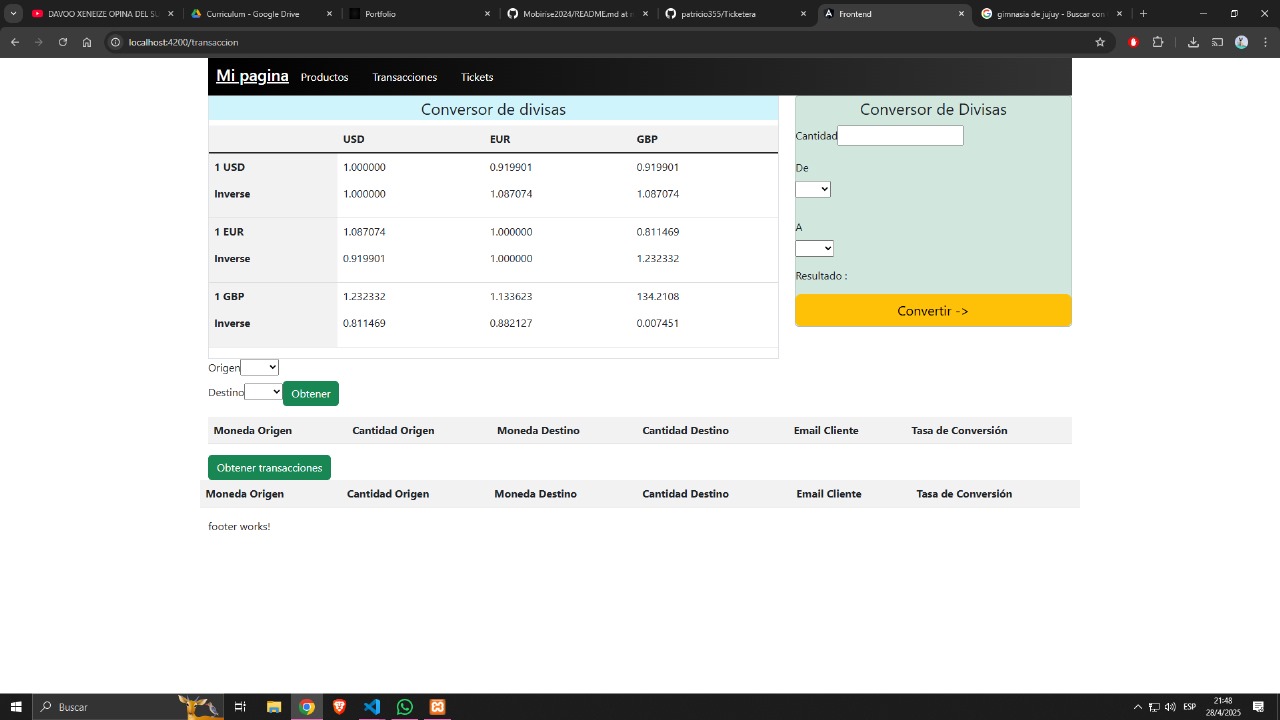 DAVOO XENEIZE OPINA DEL SU
Curriculum - Google Drive
Portfolio
Mobirise2024/README.md at m
patricio355/Ticketera
Frontend
gimnasia de jujuy - Buscar con
localhost:4200/transaccion
Mi pagina Productos Transacciones Tickets
Conversor de divisas
USD EUR GBP
1 USD 1.000000 0.919901 0.919901
Inverse 1.000000 1.087074 1.087074
1 EUR 1.087074 1.000000 0.811469
Inverse 0.919901 1.000000 1.232332
1 GBP 1.232332 1.133623 134.2108
Inverse 0.811469 0.882127 0.007451
Conversor de Divisas
Cantidad
De
A
Resultado :
Convertir ->
Origen
Destino Obtener
Moneda Origen Cantidad Origen Moneda Destino Cantidad Destino Email Cliente Tasa de Conversión
Obtener transacciones
Moneda Origen Cantidad Origen Moneda Destino Cantidad Destino Email Cliente Tasa de Conversión
footer works!
Buscar
ESP
21:48
28/4/2025